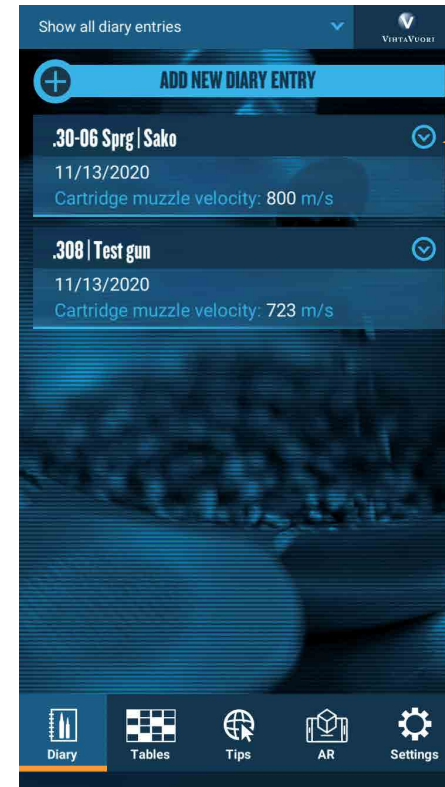 Show all diary entries
VIHTAVUORI
ADD NEW DIARY ENTRY
.30-06 Sprg | Sako
11/13/2020
Cartridge muzzle velocity: 800 m/s
.308 | Test gun
11/13/2020
Cartridge muzzle velocity: 723 m/s
Diary
Tables
Tips
AR
Settings